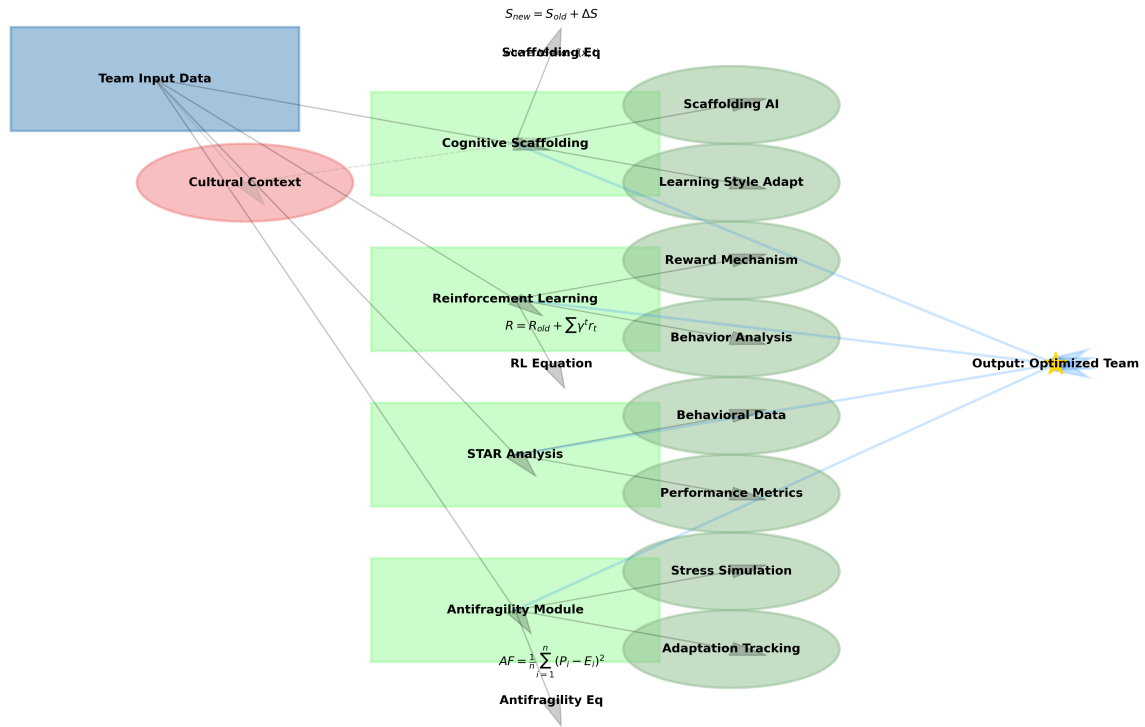 S_new = S_old + ΔS
Scaffolding Eq
Team Input Data
Scaffolding AI
Cognitive Scaffolding
Cultural Context
Learning Style Adapt
Reward Mechanism
Reinforcement Learning
R = R_old + ∑γ^t r_t
Behavior Analysis
RL Equation
Output: Optimized Team
Behavioral Data
STAR Analysis
Performance Metrics
Stress Simulation
Antifragility Module
Adaptation Tracking
AF = 1/n ∑_{i=1}^{n} (P_i − E_i)^2
Antifragility Eq